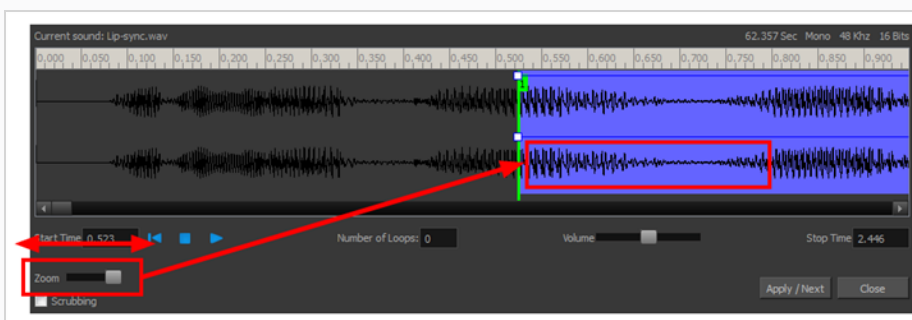 Current sound: Lip-sync.wav 62.357 Sec Mono 48 Khz 16 Bits
0.000 0.050 0.100 0.150 0.200 0.250 0.300 0.350 0.400 0.450 0.500 0.550 0.600 0.650 0.700 0.750 0.800 0.850 0.900
Start Time 0.523 Number of Loops: 0 Volume Stop Time 2.446
Zoom
Scrubbing Apply / Next Close